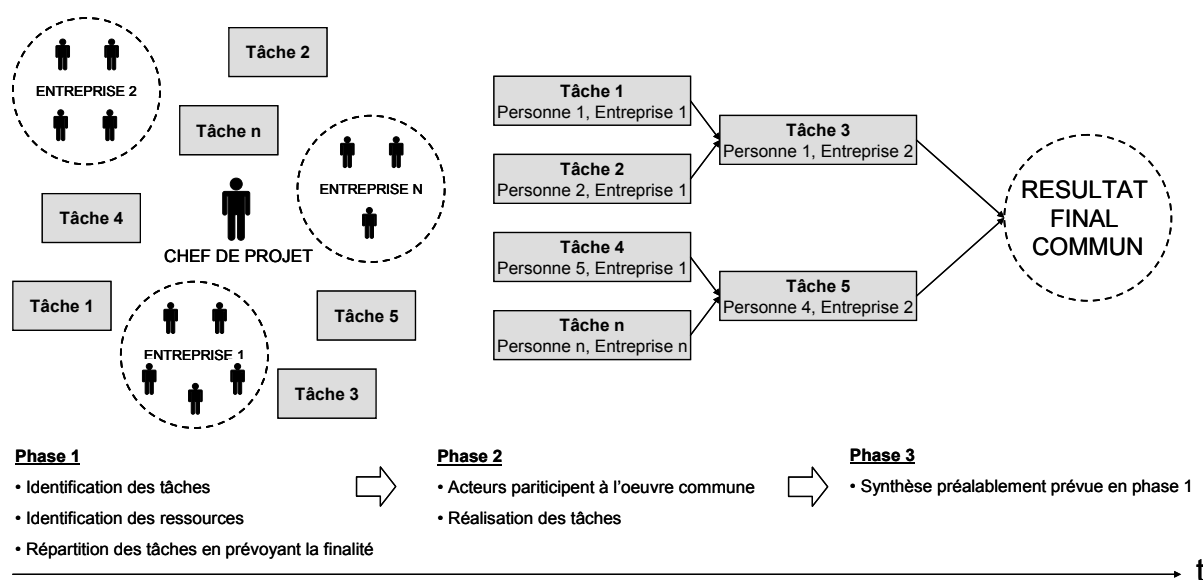 ENTREPRISE 2
Tâche 2
Tâche n
ENTREPRISE N
Tâche 4
CHEF DE PROJET
Tâche 1
ENTREPRISE 1
Tâche 5
Tâche 3
Tâche 1
Personne 1, Entreprise 1
Tâche 2
Personne 2, Entreprise 1
Tâche 4
Personne 5, Entreprise 1
Tâche n
Personne n, Entreprise n
Tâche 3
Personne 1, Entreprise 2
Tâche 5
Personne 4, Entreprise 2
RESULTAT
FINAL
COMMUN
Phase 1
• Identification des tâches
• Identification des ressources
• Répartition des tâches en prévoyant la finalité
Phase 2
• Acteurs pariticipent à l'oeuvre commune
• Réalisation des tâches
Phase 3
• Synthèse préalablement prévue en phase 1
t